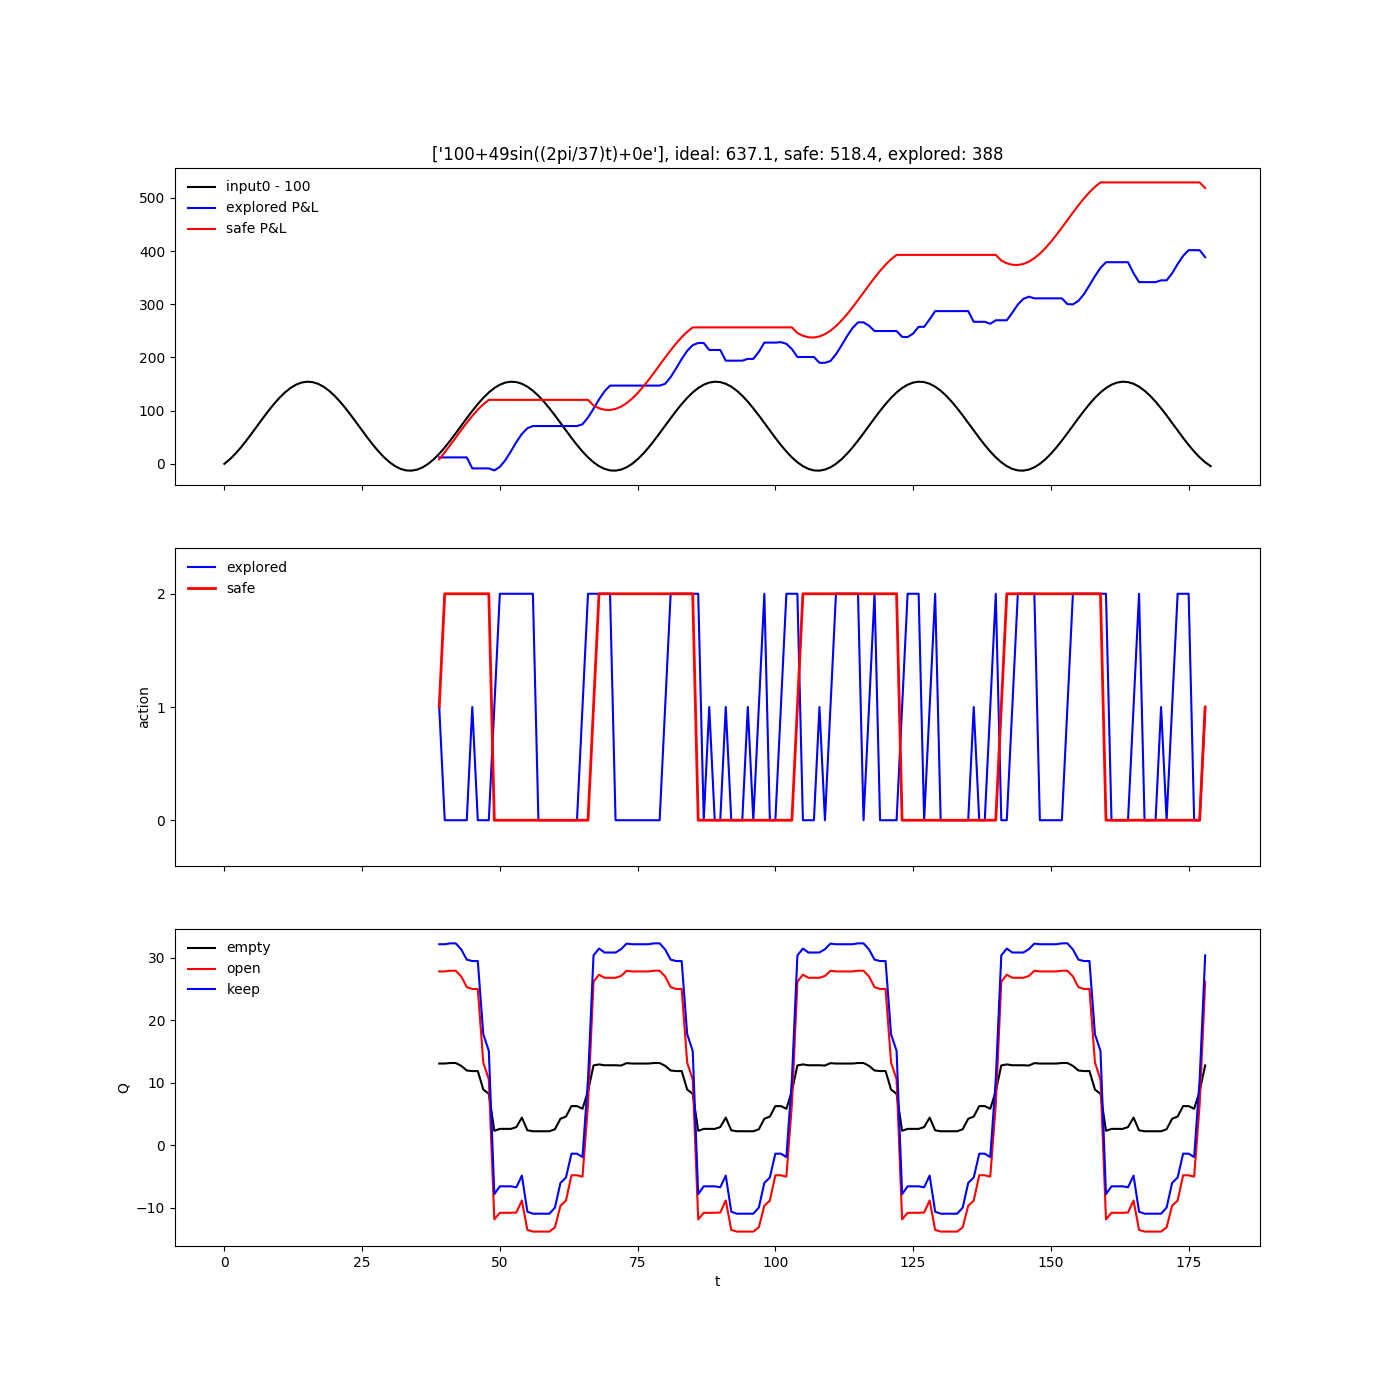 ['100+49sin((2pi/37)t)+0e'], ideal: 637.1, safe: 518.4, explored: 388
input0 - 100
explored P&L
safe P&L
500
400
300
200
100
0
explored
safe
2
1
0
action
empty
open
keep
30
20
10
0
−10
Q
0 25 50 75 100 125 150 175
t